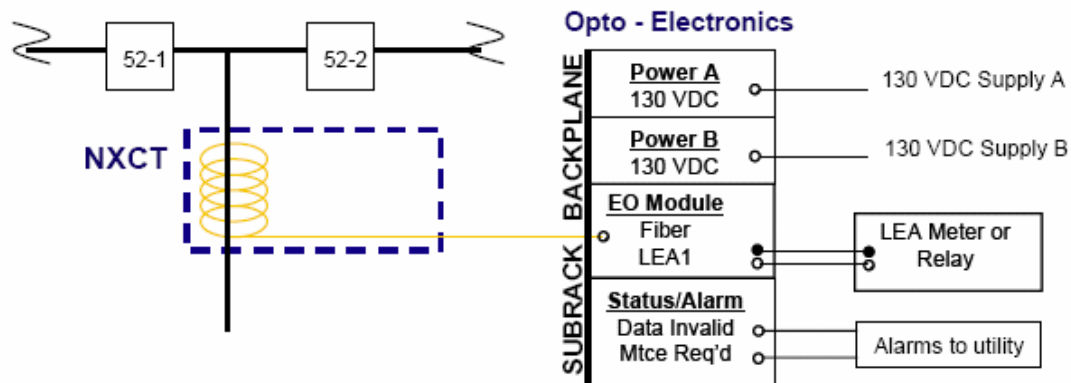 Opto - Electronics
52-1
52-2
NXCT
SUBRACK BACKPLANE
Power A
130 VDC
130 VDC Supply A
Power B
130 VDC
130 VDC Supply B
EO Module
Fiber
LEA1
LEA Meter or
Relay
Status/Alarm
Data Invalid
Mtce Req'd
Alarms to utility